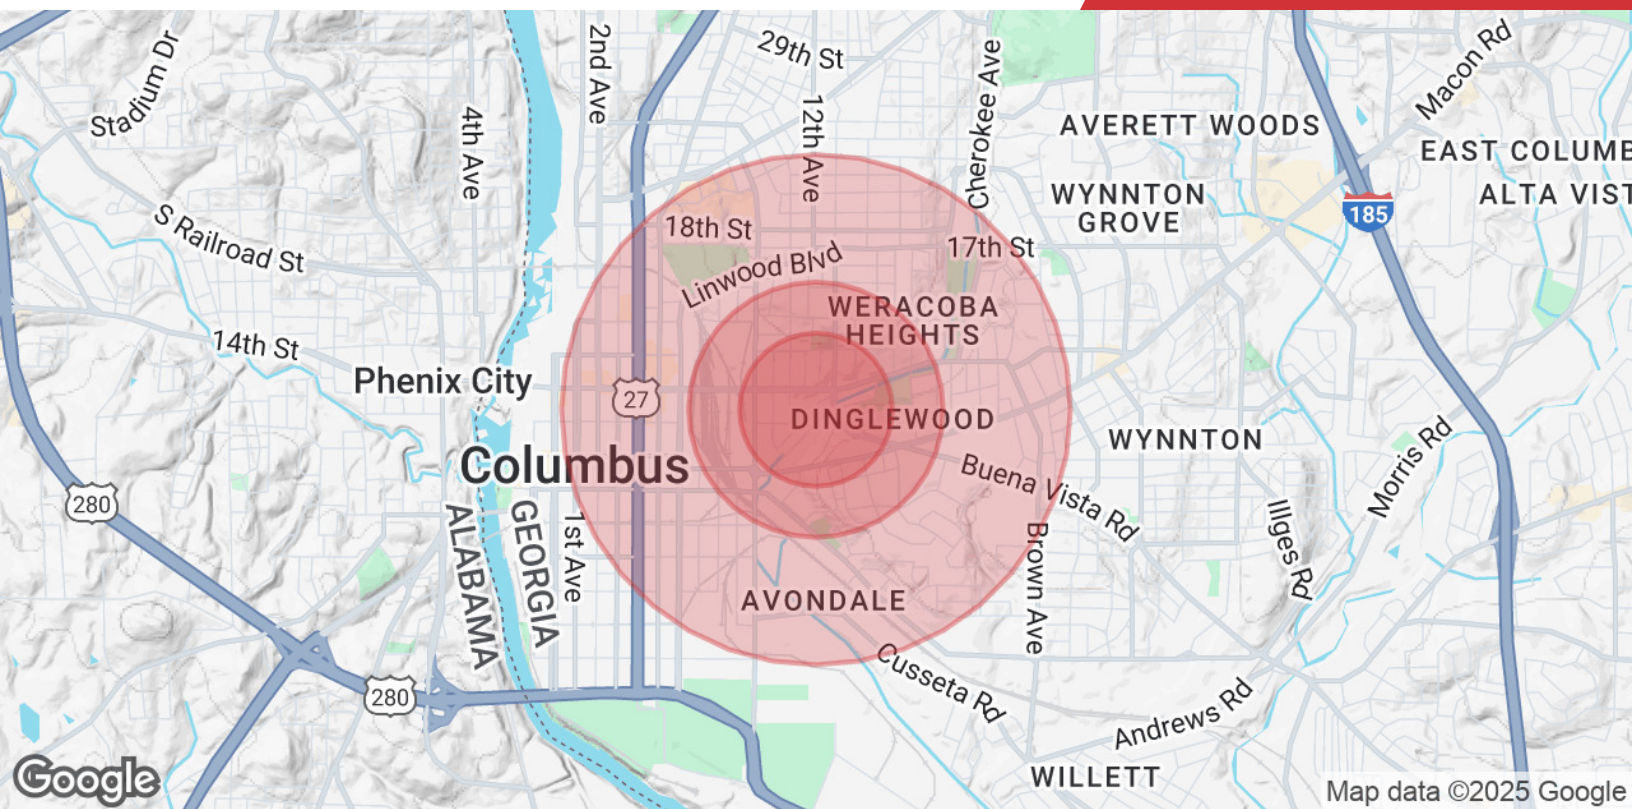 Stadium Dr
2nd Ave
29th St
Cherokee Ave
Macon Rd
4th Ave
12th Ave
AVERETT WOODS
EAST COLUMB
WYNNTON
GROVE
ALTA VIST
185
S Railroad St
18th St
17th St
Linwood Blvd
WERACOBA
HEIGHTS
14th St
Phenix City
27
DINGLEWOOD
WYNNTON
Columbus
Buena Vista Rd
Morris Rd
280
ALABAMA
GEORGIA
1st Ave
Brown Ave
Illges Rd
AVONDALE
Cusseta Rd
280
Andrews Rd
WILLETT
Google
Map data ©2025 Google